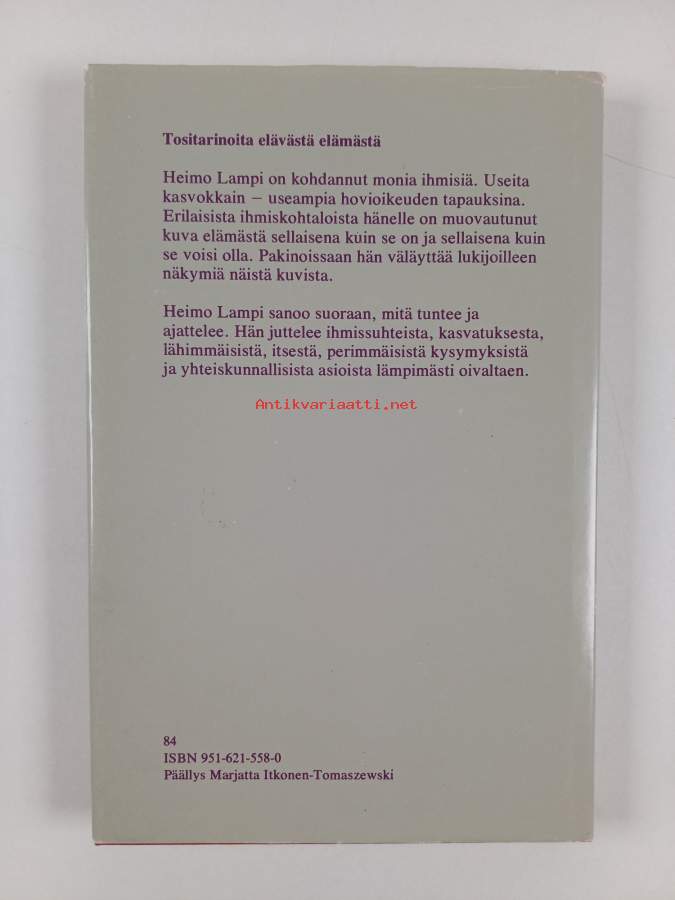 Tositarinoita elävästä elämästä
Heimo Lampi on kohdannut monia ihmisiä. Useita
kasvokkain – useampia hovioikeuden tapauksina.
Erilaisista ihmiskohtaloista hänelle on muovautunut
kuva elämästä sellaisena kuin se on ja sellaisena kuin
se voisi olla. Pakinoissaan hän väläyttää lukijoilleen
näkymiä näistä kuvista.
Heimo Lampi sanoo suoraan, mitä tuntee ja
ajattelee. Hän juttelee ihmissuhteista, kasvatuksesta,
lähimmäisistä, itsestä, perimmäisistä kysymyksistä
ja yhteiskunnallisista asioista lämpimästi oivaltaen.
Antikvariaatti.net
84
ISBN 951-621-558-0
Päällys Marjatta Itkonen-Tomaszewski